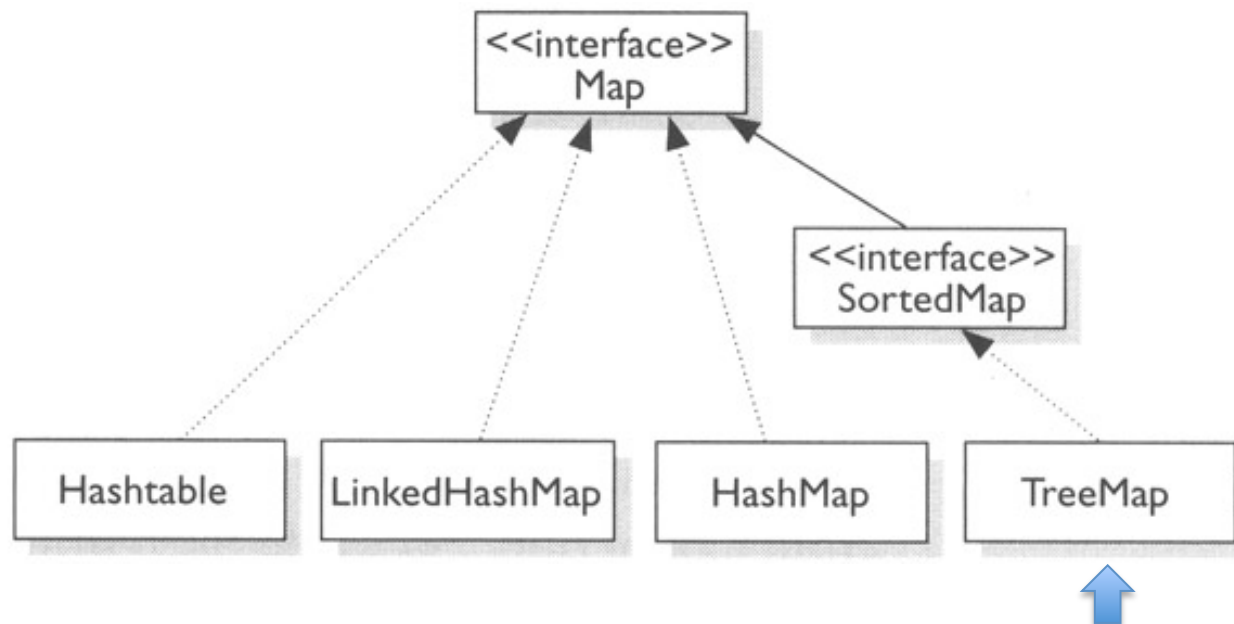 <<interface>>
Map
<<interface>>
SortedMap
Hashtable
LinkedHashMap
HashMap
TreeMap